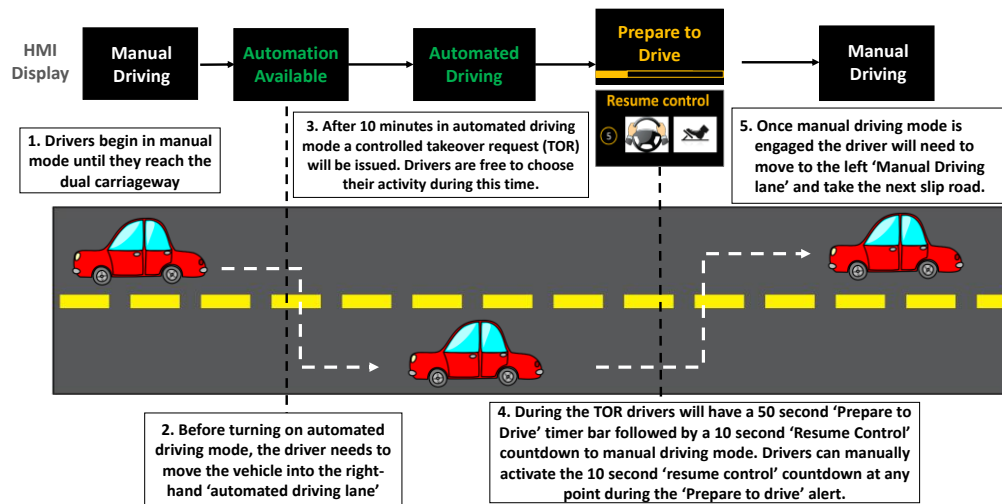 HMI
Display
Manual
Driving
Automation
Available
Automated
Driving
Prepare to
Drive
Resume control
5
Manual
Driving
1. Drivers begin in manual
mode until they reach the
dual carriageway
3. After 10 minutes in automated driving
mode a controlled takeover request (TOR)
will be issued. Drivers are free to choose
their activity during this time.
5. Once manual driving mode is
engaged the driver will need to
move to the left ‘Manual Driving
lane’ and take the next slip road.
2. Before turning on automated
driving mode, the driver needs to
move the vehicle into the right-
hand ‘automated driving lane’
4. During the TOR drivers will have a 50 second ‘Prepare to
Drive’ timer bar followed by a 10 second ‘Resume Control’
countdown to manual driving mode. Drivers can manually
activate the 10 second ‘resume control’ countdown at any
point during the ‘Prepare to drive’ alert.